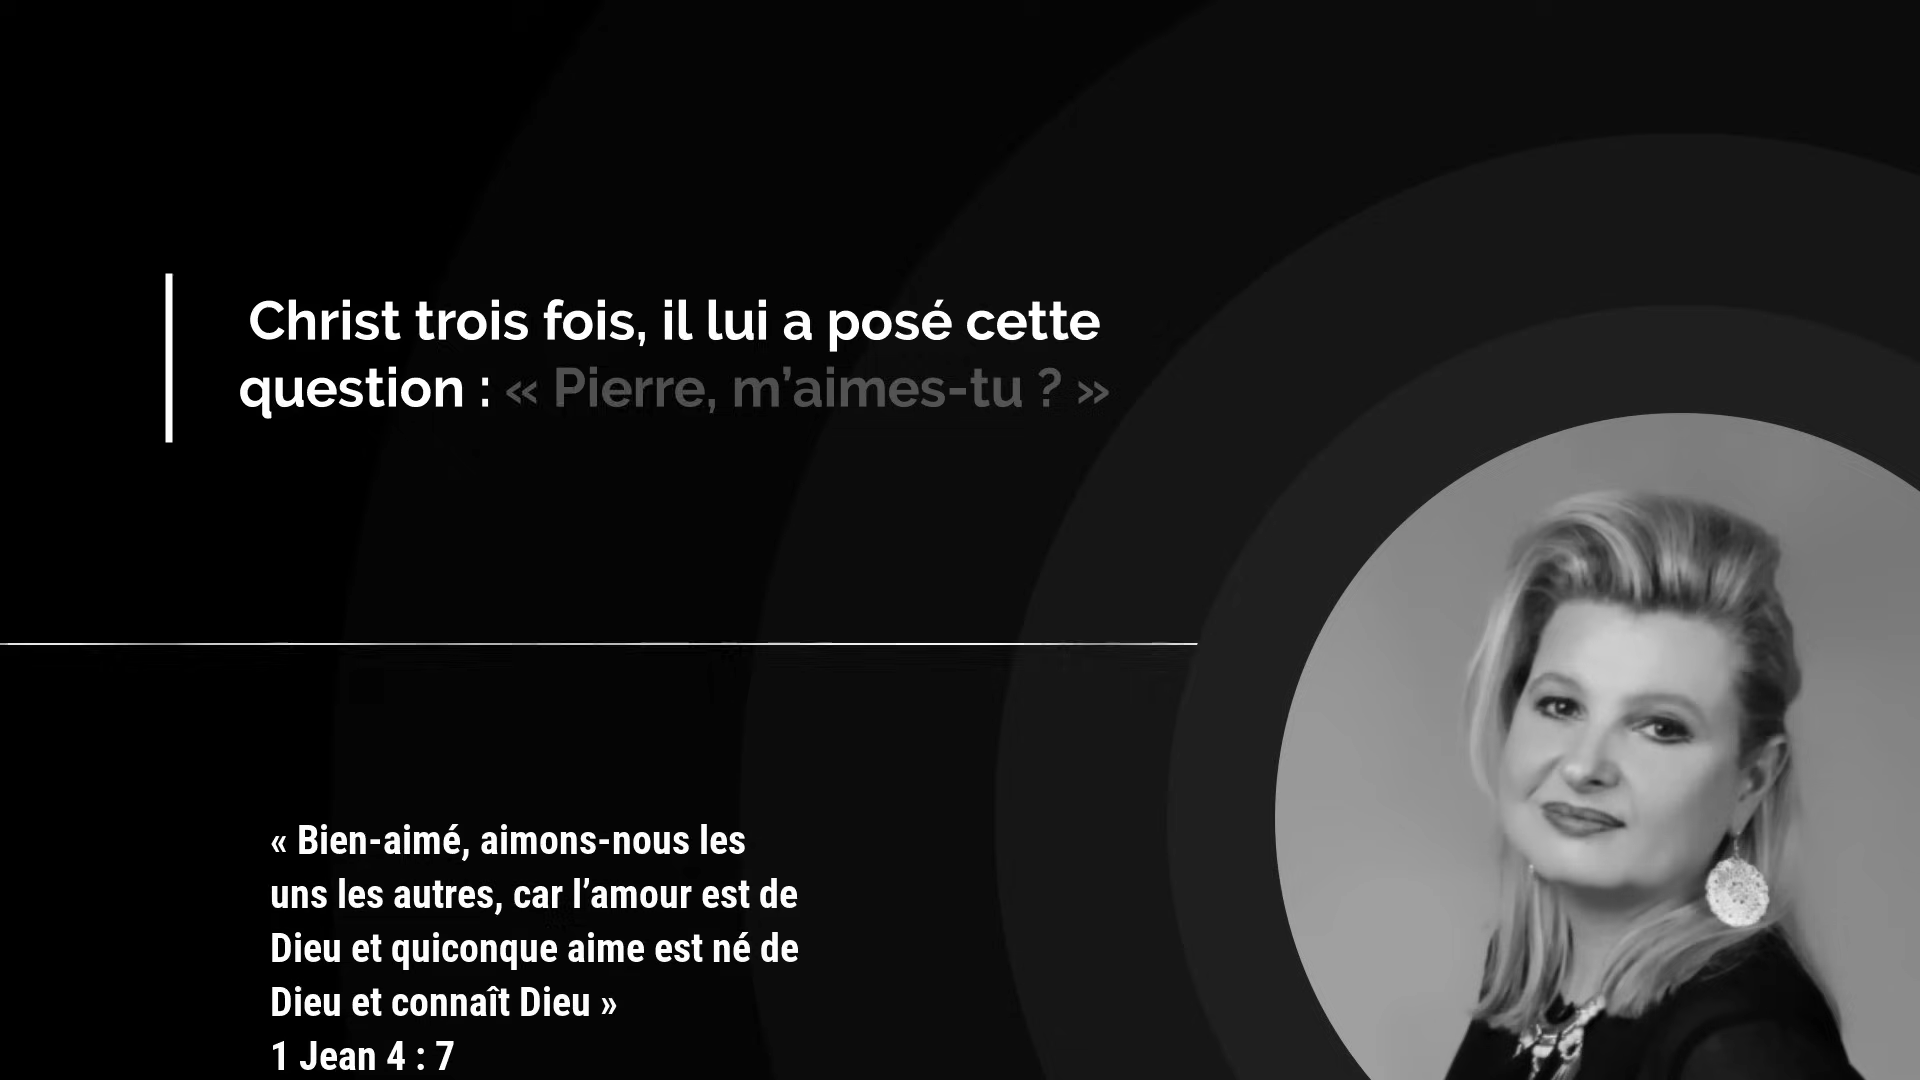 Christ trois fois, il lui a posé cette
question : « Pierre, m’aimes-tu ? »
« Bien-aimé, aimons-nous les
uns les autres, car l’amour est de
Dieu et quiconque aime est né de
Dieu et connaît Dieu »
1 Jean 4 : 7